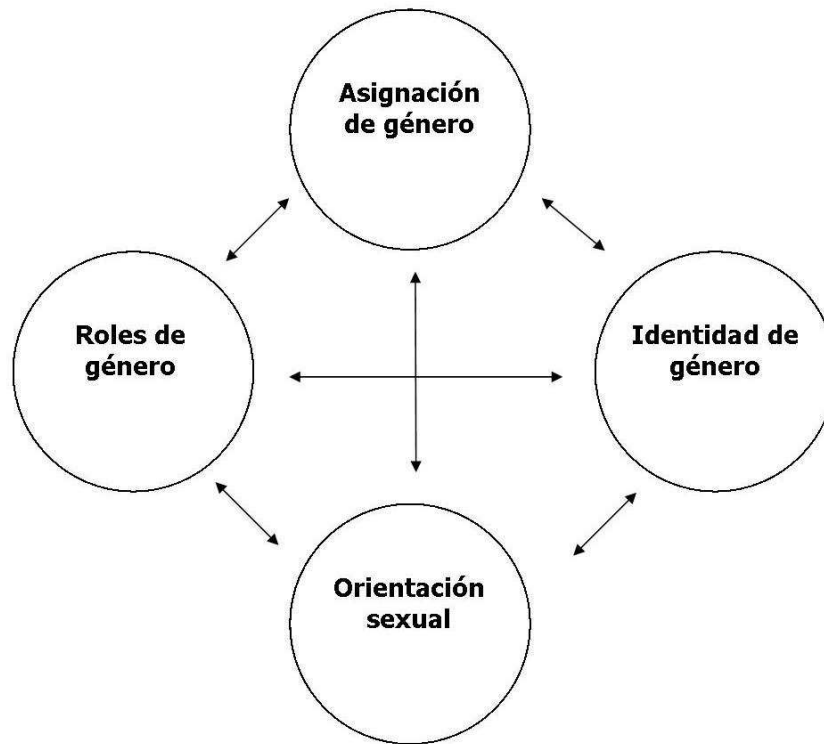 Asignación
de género
Roles de
género
Identidad de
género
Orientación
sexual